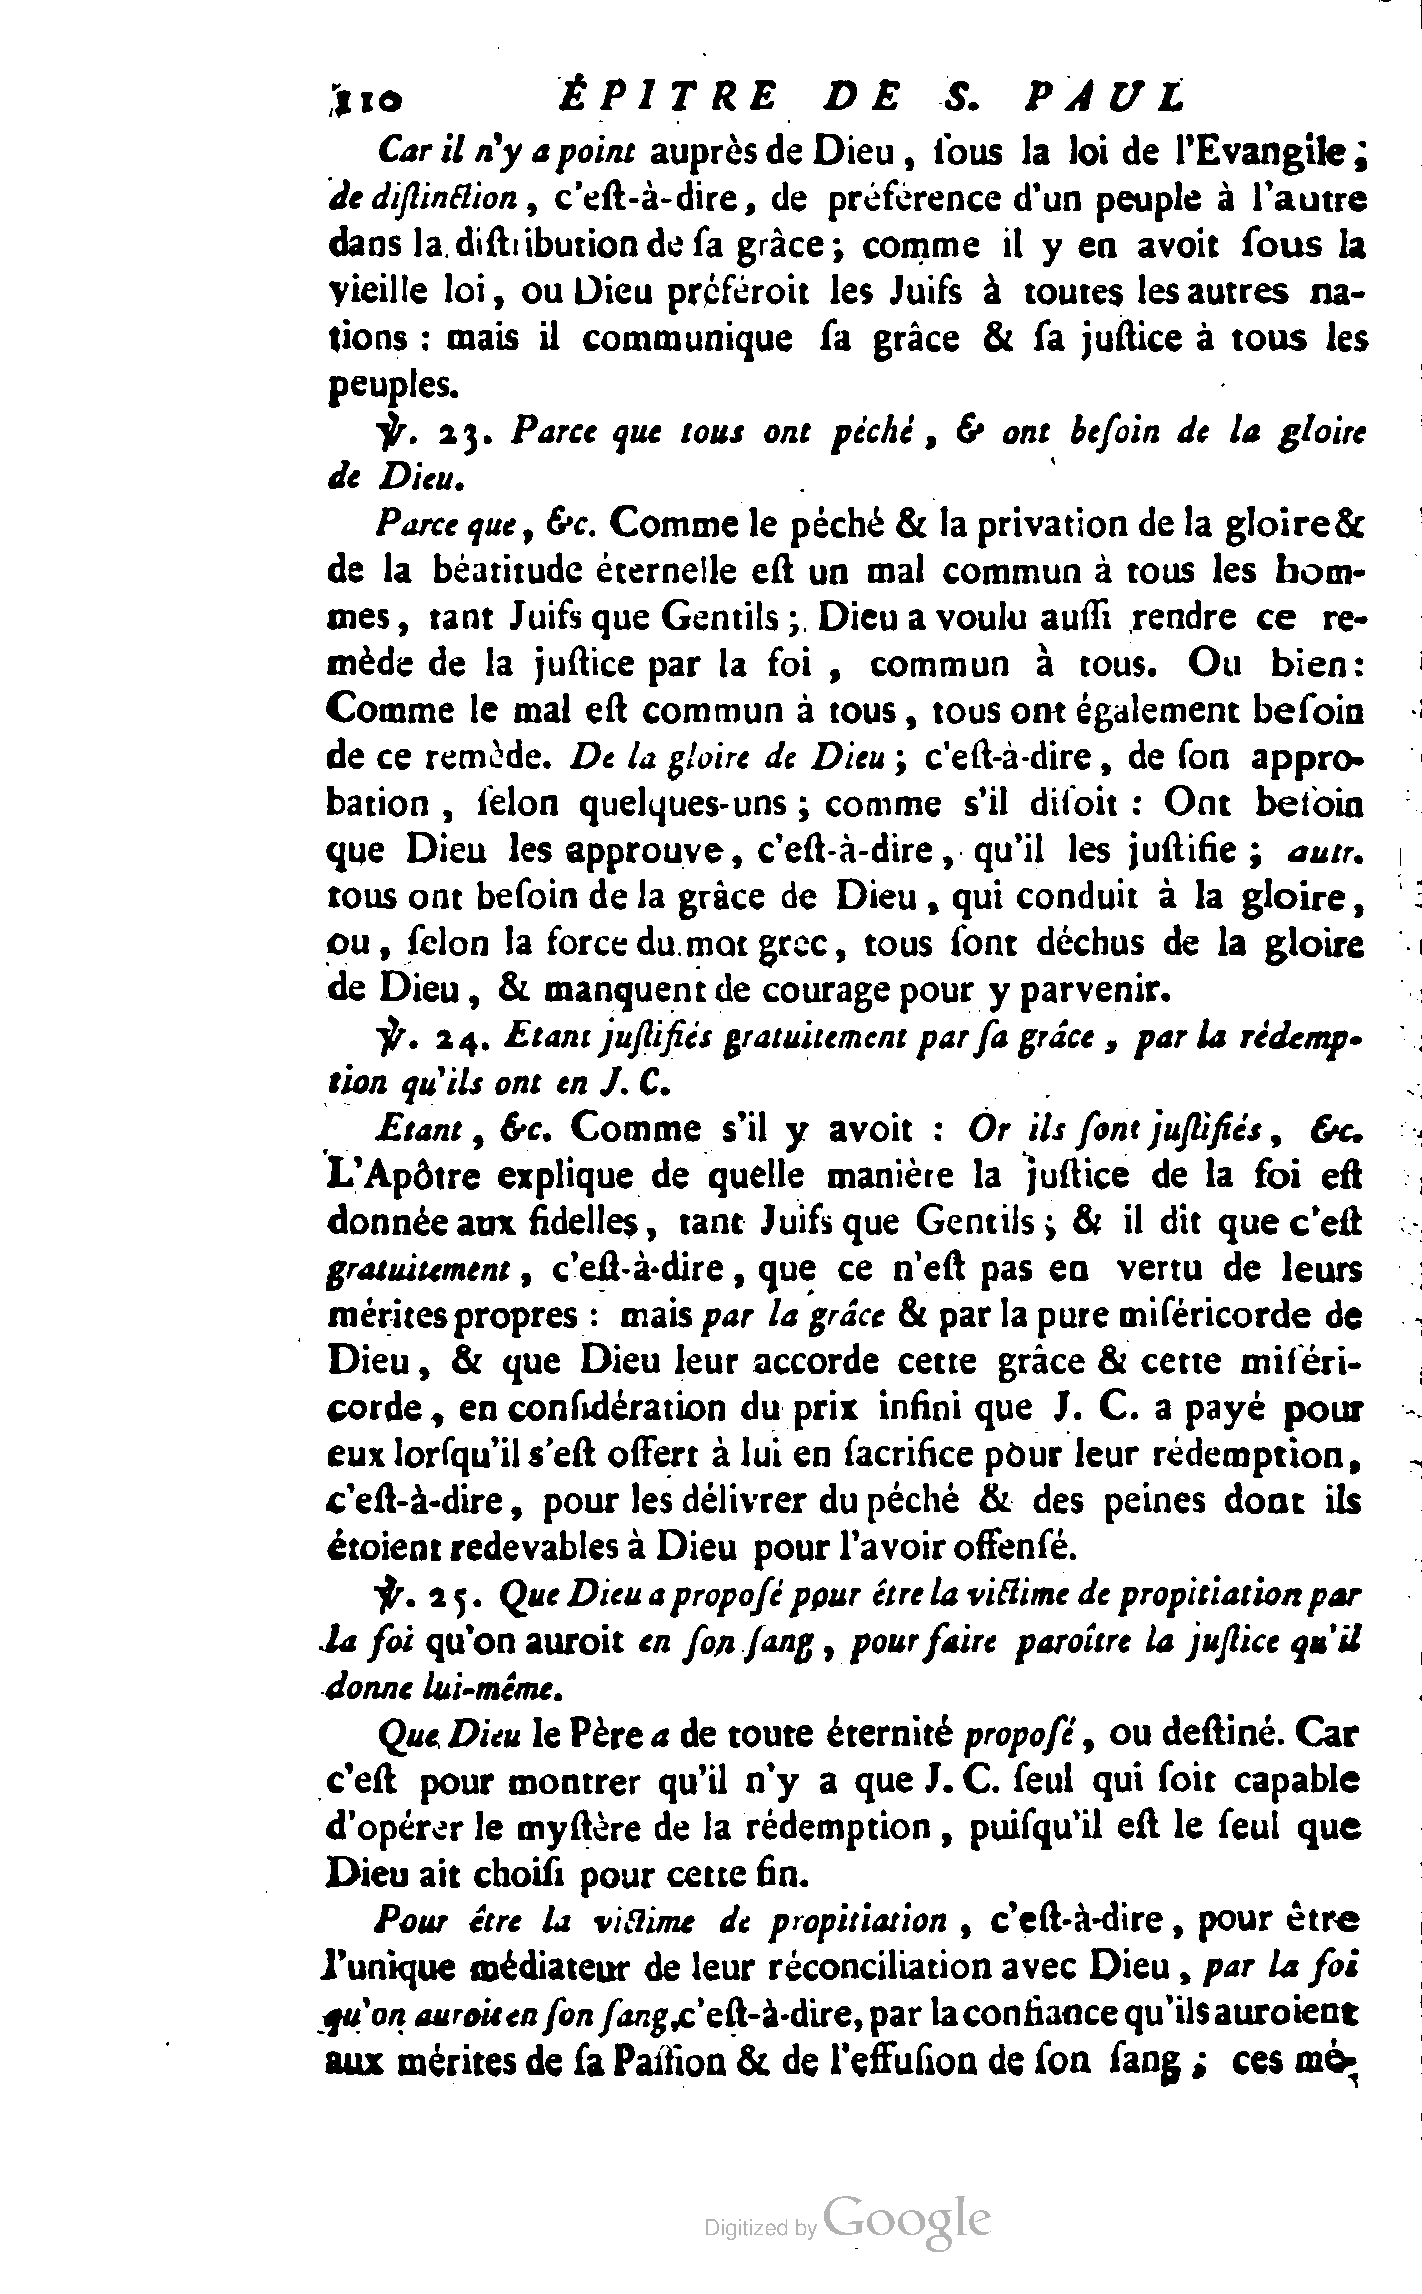 110 ÉPITRE DE S. PAUL
Car il n'y a point auprès de Dieu, ſous la loi de l'Evangile;
de diſtinction, c'eſt-à-dire, de préférence d'un peuple à l'autre
dans la diſtribution de ſa grâce; comme il y en avoit ſous la
vieille loi, ou Dieu préféroit les Juifs à toutes les autres na-
tions : mais il communique ſa grâce & ſa juſtice à tous les
peuples.
℣. 23. Parce que tous ont péché, & ont beſoin de la gloire
de Dieu.
Parce que, &c. Comme le péché & la privation de la gloire &
de la béatitude éternelle eſt un mal commun à tous les hom-
mes, tant Juifs que Gentils; Dieu a voulu auſſi rendre ce re-
mède de la juſtice par la foi, commun à tous. Ou bien:
Comme le mal eſt commun à tous, tous ont également beſoin
de ce remède. De la gloire de Dieu; c'eſt-à-dire, de ſon appro-
bation, ſelon quelques-uns; comme s'il diſoit : Ont beſoin
que Dieu les approuve, c'eſt-à-dire, qu'il les juſtifie; autr.
tous ont beſoin de la grâce de Dieu, qui conduit à la gloire,
ou, ſelon la force du mot grec, tous ſont déchus de la gloire
de Dieu, & manquent de courage pour y parvenir.
℣. 24. Etant juſtifiés gratuitement par ſa grâce, par la rédemp-
tion qu'ils ont en J. C.
Etant, &c. Comme s'il y avoit : Or ils ſont juſtifiés, &c.
L'Apôtre explique de quelle manière la juſtice de la foi eſt
donnée aux fidelles, tant Juifs que Gentils; & il dit que c'eſt
gratuitement, c'eſt-à-dire, que ce n'eſt pas en vertu de leurs
mérites propres : mais par la grâce & par la pure miſéricorde de
Dieu, & que Dieu leur accorde cette grâce & cette miſéri-
corde, en conſidération du prix infini que J. C. a payé pour
eux lorſqu'il s'eſt offert à lui en ſacrifice pour leur rédemption,
c'eſt-à-dire, pour les délivrer du péché & des peines dont ils
étoient redevables à Dieu pour l'avoir offenſé.
℣. 25. Que Dieu a propoſé pour être la victime de propitiation par
la foi qu'on auroit en ſon ſang, pour faire paroître la juſtice qu'il
donne lui-même.
Que Dieu le Père a de toute éternité propoſé, ou deſtiné. Car
c'eſt pour montrer qu'il n'y a que J. C. ſeul qui ſoit capable
d'opérer le myſtère de la rédemption, puiſqu'il eſt le ſeul que
Dieu ait choiſi pour cette fin.
Pour être la victime de propitiation, c'eſt-à-dire, pour être
l'unique médiateur de leur réconciliation avec Dieu, par la foi
qu'on auroit en ſon ſang, c'eſt-à-dire, par la confiance qu'ils auroient
aux mérites de ſa Paſſion & de l'effuſion de ſon ſang; ces mé-
Digitized by Google